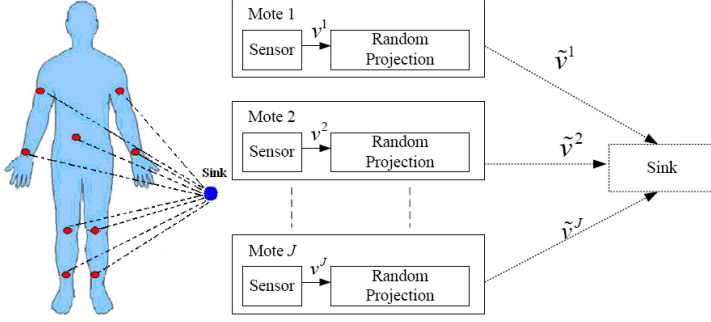 Sink
Mote 1
Sensor
v¹
Random
Projection
ṽ¹
Mote 2
Sensor
v²
Random
Projection
ṽ²
Sink
Mote J
Sensor
vᴶ
Random
Projection
ṽᴶ